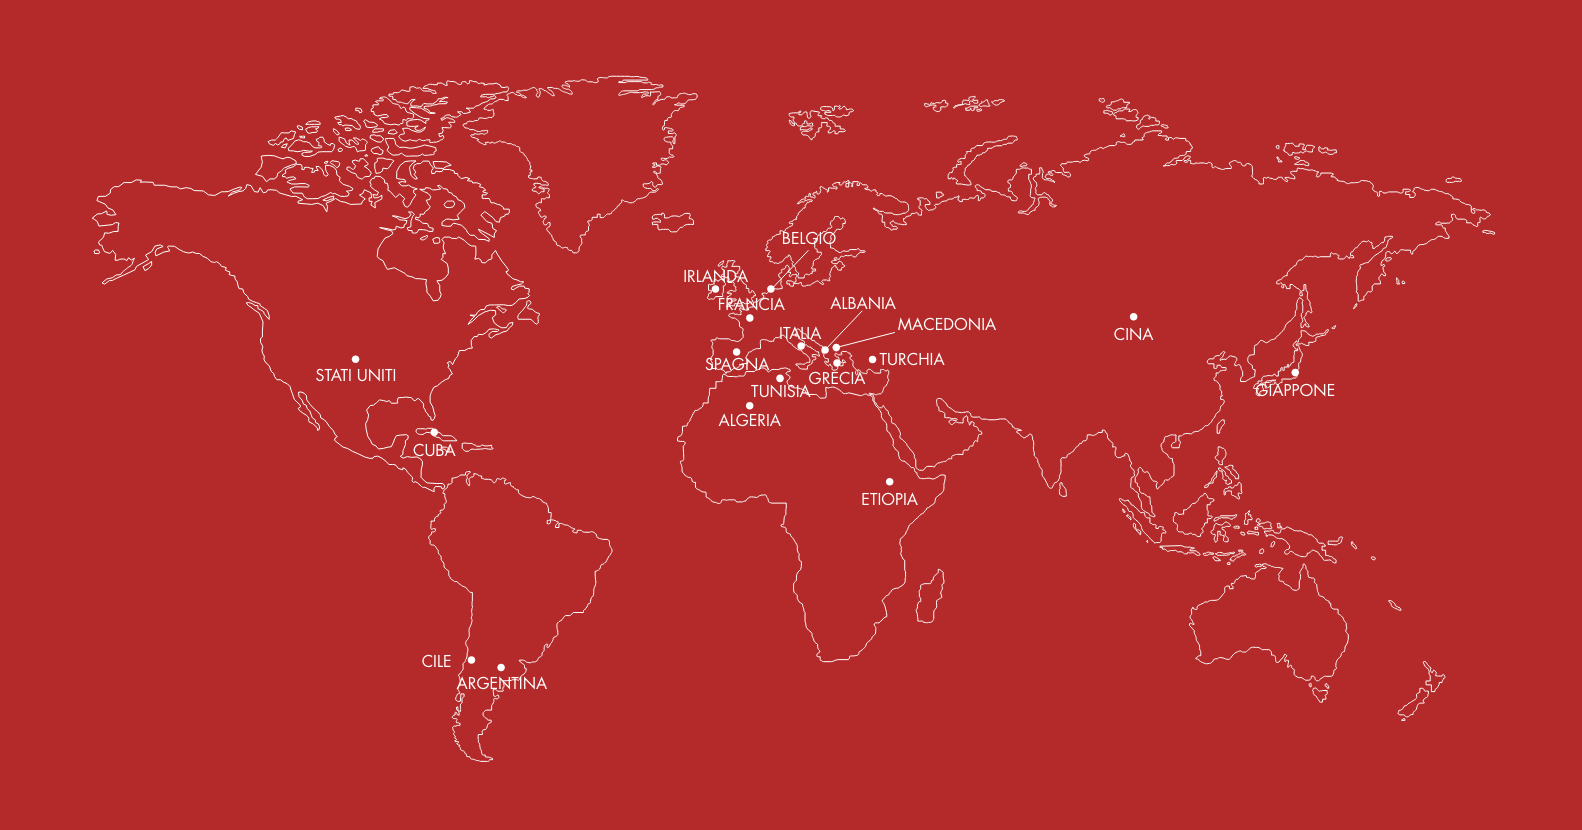 BELGIO
IRLANDA
FRANCIA
ALBANIA
MACEDONIA
ITALIA
CINA
SPAGNA
TURCHIA
GRECIA
STATI UNITI
TUNISIA
GIAPPONE
ALGERIA
CUBA
ETIOPIA
CILE
ARGENTINA